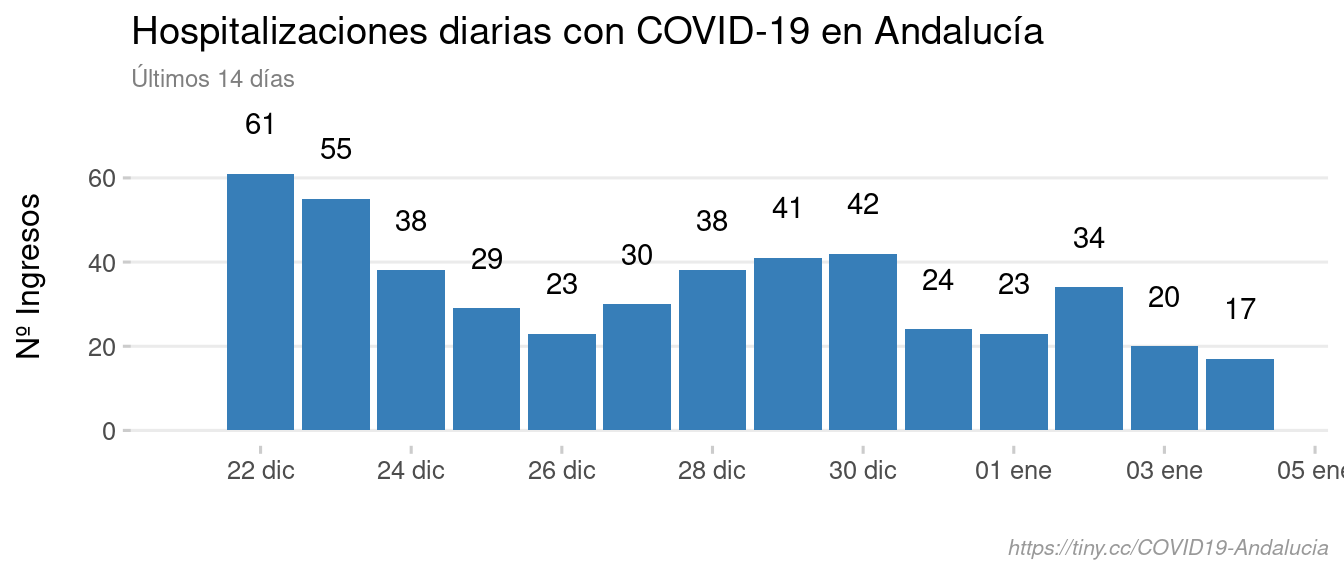 Hospitalizaciones diarias con COVID-19 en Andalucía
Últimos 14 días
Nº Ingresos
60
40
20
0
61
55
38
29
23
30
38
41
42
24
23
34
20
17
22 dic
24 dic
26 dic
28 dic
30 dic
01 ene
03 ene
05 ene
https://tiny.cc/COVID19-Andalucia